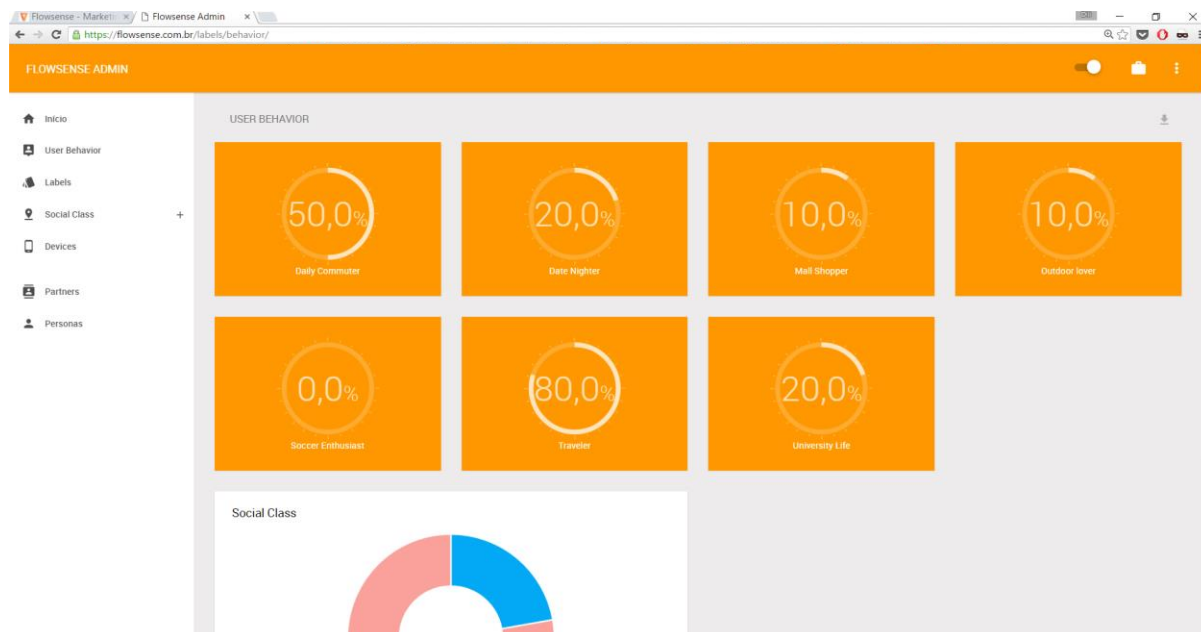 Flowsense - Marketi
Flowsense Admin
https://flowsense.com.br/labels/behavior/
FLOWSENSE ADMIN
Início
User Behavior
Labels
Social Class +
Devices
Partners
Personas
USER BEHAVIOR
50,0%
Daily Commuter
20,0%
Date Nighter
10,0%
Mall Shopper
10,0%
Outdoor lover
0,0%
Soccer Enthusiast
80,0%
Traveler
20,0%
University Life
Social Class